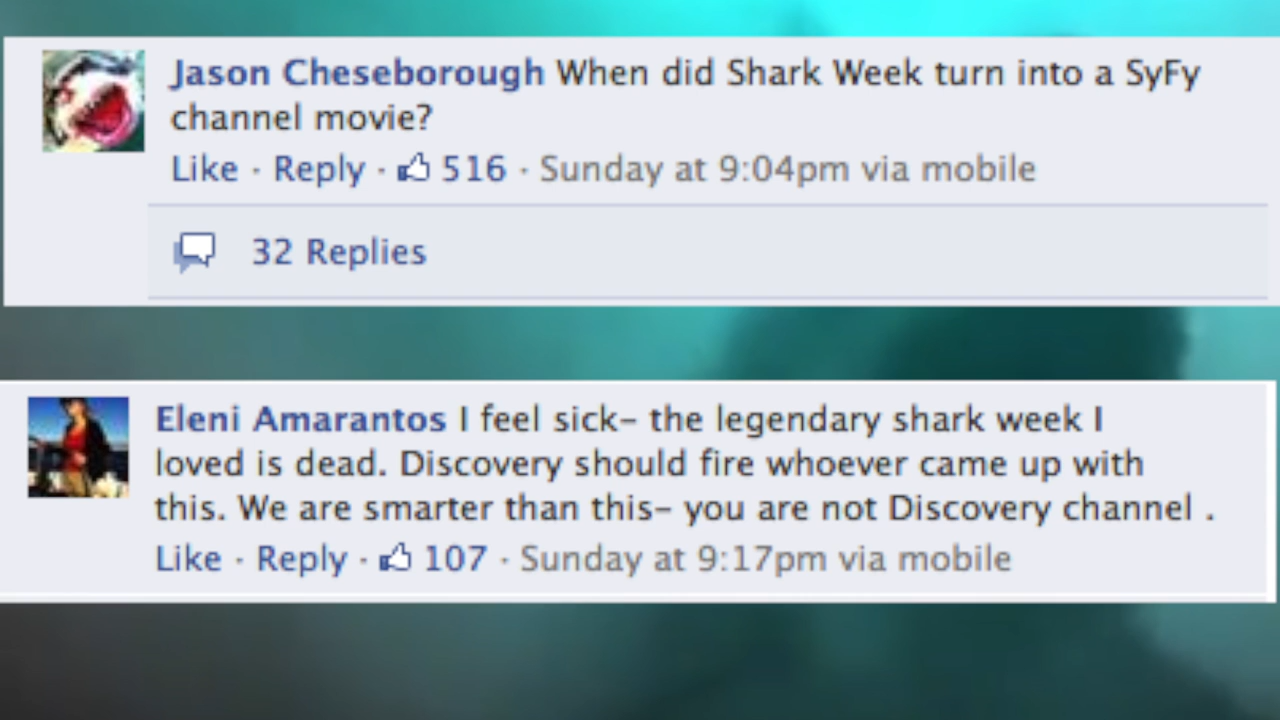 Jason Cheseborough When did Shark Week turn into a SyFy
channel movie?
Like · Reply · 516 · Sunday at 9:04pm via mobile
32 Replies
Eleni Amarantos I feel sick– the legendary shark week I
loved is dead. Discovery should fire whoever came up with
this. We are smarter than this– you are not Discovery channel .
Like · Reply · 107 · Sunday at 9:17pm via mobile